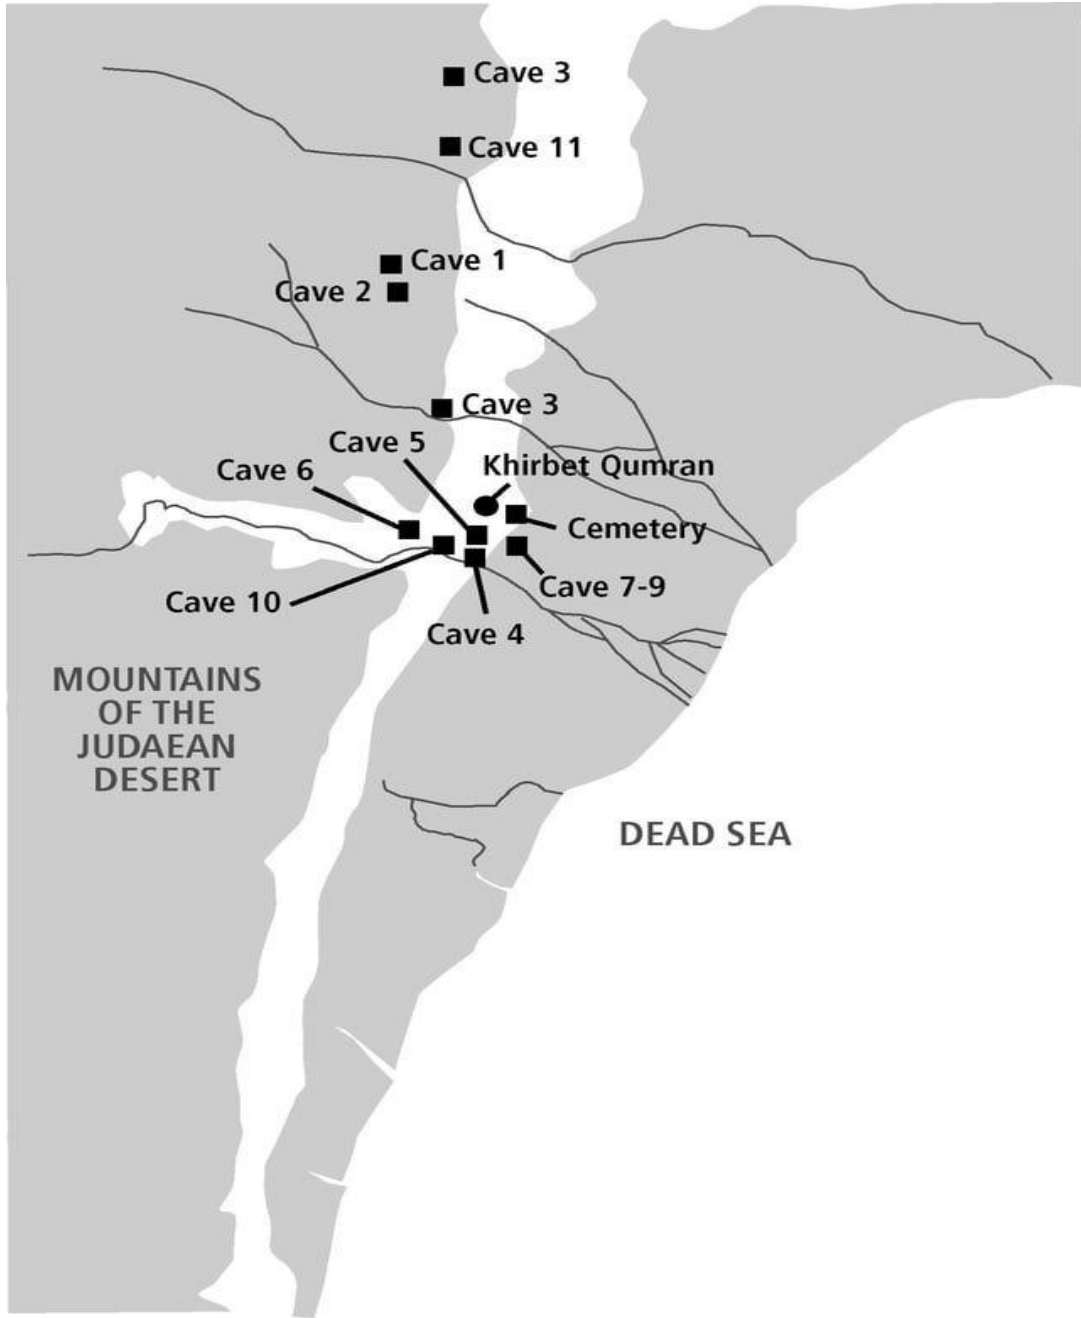 Cave 3
Cave 11
Cave 1
Cave 2
Cave 3
Cave 5
Khirbet Qumran
Cave 6
Cemetery
Cave 7-9
Cave 10
Cave 4
MOUNTAINS
OF THE
JUDAEAN
DESERT
DEAD SEA